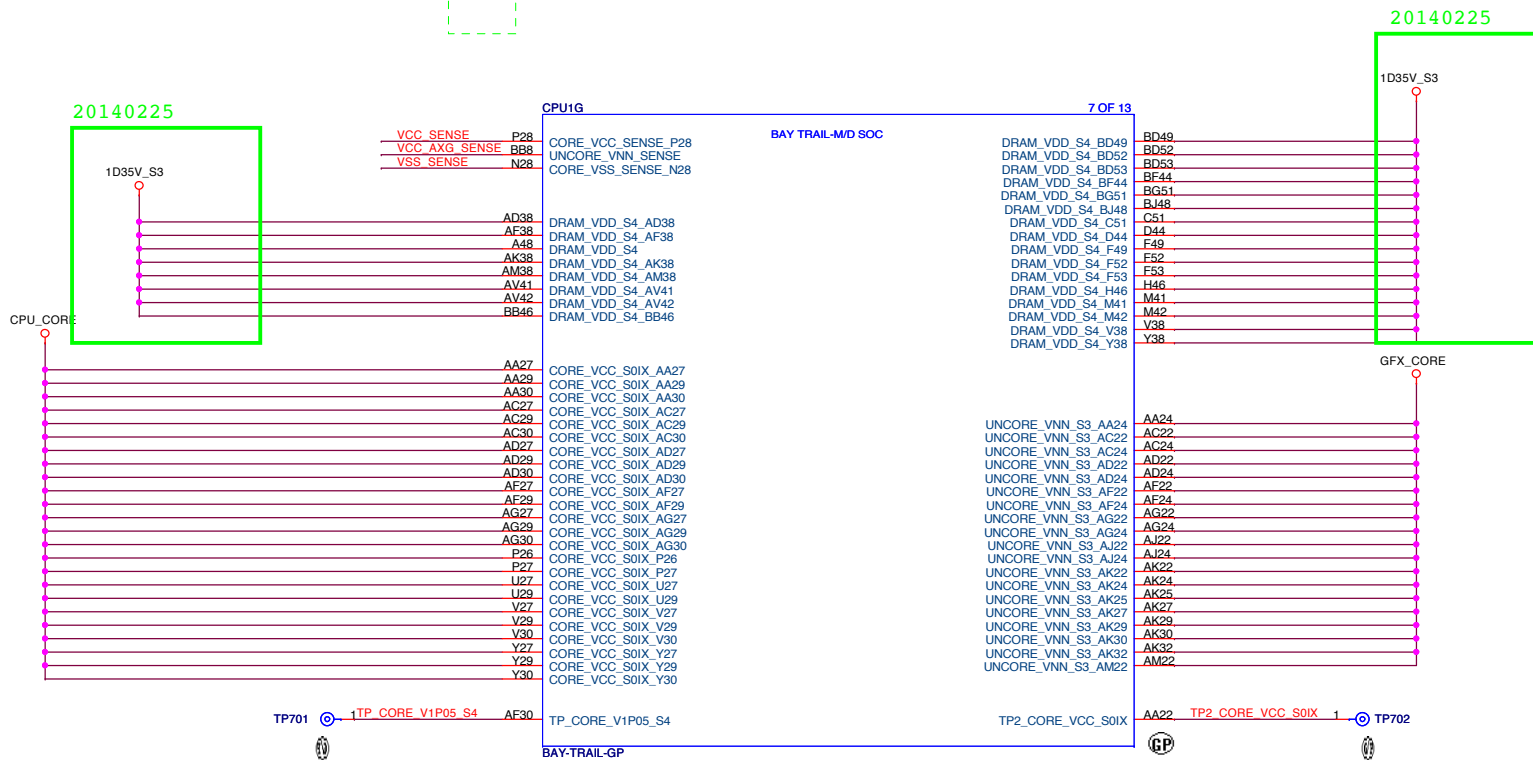 20140225
20140225
1D35V_S3
CPU1G
7 OF 13
BAY TRAIL-M/D SOC
VCC_SENSE P28 CORE_VCC_SENSE_P28
VCC_AXG_SENSE BB8 UNCORE_VNN_SENSE
VSS_SENSE N28 CORE_VSS_SENSE_N28
1D35V_S3
AD38 DRAM_VDD_S4_AD38
AF38 DRAM_VDD_S4_AF38
A48 DRAM_VDD_S4
AK38 DRAM_VDD_S4_AK38
AM38 DRAM_VDD_S4_AM38
AV41 DRAM_VDD_S4_AV41
AV42 DRAM_VDD_S4_AV42
BB46 DRAM_VDD_S4_BB46
CPU_CORE
AA27 CORE_VCC_S0IX_AA27
AA29 CORE_VCC_S0IX_AA29
AA30 CORE_VCC_S0IX_AA30
AC27 CORE_VCC_S0IX_AC27
AC29 CORE_VCC_S0IX_AC29
AC30 CORE_VCC_S0IX_AC30
AD27 CORE_VCC_S0IX_AD27
AD29 CORE_VCC_S0IX_AD29
AD30 CORE_VCC_S0IX_AD30
AF27 CORE_VCC_S0IX_AF27
AF29 CORE_VCC_S0IX_AF29
AG27 CORE_VCC_S0IX_AG27
AG29 CORE_VCC_S0IX_AG29
AG30 CORE_VCC_S0IX_AG30
P26 CORE_VCC_S0IX_P26
P27 CORE_VCC_S0IX_P27
U27 CORE_VCC_S0IX_U27
U29 CORE_VCC_S0IX_U29
V27 CORE_VCC_S0IX_V27
V29 CORE_VCC_S0IX_V29
V30 CORE_VCC_S0IX_V30
Y27 CORE_VCC_S0IX_Y27
Y29 CORE_VCC_S0IX_Y29
Y30 CORE_VCC_S0IX_Y30
TP701 1 TP_CORE_V1P05_S4 AF30 TP_CORE_V1P05_S4
DRAM_VDD_S4_BD49 BD49
DRAM_VDD_S4_BD52 BD52
DRAM_VDD_S4_BD53 BD53
DRAM_VDD_S4_BF44 BF44
DRAM_VDD_S4_BG51 BG51
DRAM_VDD_S4_BJ48 BJ48
DRAM_VDD_S4_C51 C51
DRAM_VDD_S4_D44 D44
DRAM_VDD_S4_F49 F49
DRAM_VDD_S4_F52 F52
DRAM_VDD_S4_F53 F53
DRAM_VDD_S4_H46 H46
DRAM_VDD_S4_M41 M41
DRAM_VDD_S4_M42 M42
DRAM_VDD_S4_V38 V38
DRAM_VDD_S4_Y38 Y38
GFX_CORE
UNCORE_VNN_S3_AA24 AA24
UNCORE_VNN_S3_AC22 AC22
UNCORE_VNN_S3_AC24 AC24
UNCORE_VNN_S3_AD22 AD22
UNCORE_VNN_S3_AD24 AD24
UNCORE_VNN_S3_AF22 AF22
UNCORE_VNN_S3_AF24 AF24
UNCORE_VNN_S3_AG22 AG22
UNCORE_VNN_S3_AG24 AG24
UNCORE_VNN_S3_AJ22 AJ22
UNCORE_VNN_S3_AJ24 AJ24
UNCORE_VNN_S3_AK22 AK22
UNCORE_VNN_S3_AK24 AK24
UNCORE_VNN_S3_AK25 AK25
UNCORE_VNN_S3_AK27 AK27
UNCORE_VNN_S3_AK29 AK29
UNCORE_VNN_S3_AK30 AK30
UNCORE_VNN_S3_AK32 AK32
UNCORE_VNN_S3_AM22 AM22
TP2_CORE_VCC_S0IX AA22 TP2_CORE_VCC_S0IX 1 TP702
BAY-TRAIL-GP
GP